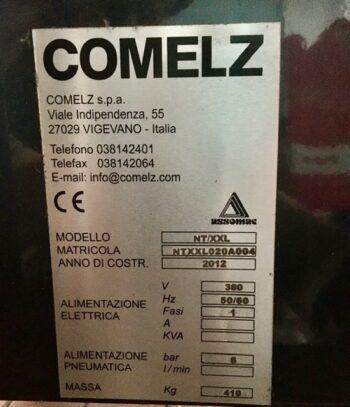 COMELZ
COMELZ s.p.a.
Viale Indipendenza, 55
27029 VIGEVANO - Italia
Telefono 038142401
Telefax 038142064
E-mail: info@comelz.com
CE
assomac
MODELLO NT/XXL
MATRICOLA NTXXL020A004
ANNO DI COSTR. 2012
V 380
ALIMENTAZIONE ELETTRICA Hz 50/60
Fasi 1
A
KVA
ALIMENTAZIONE PNEUMATICA bar 6
l/min
MASSA Kg 410